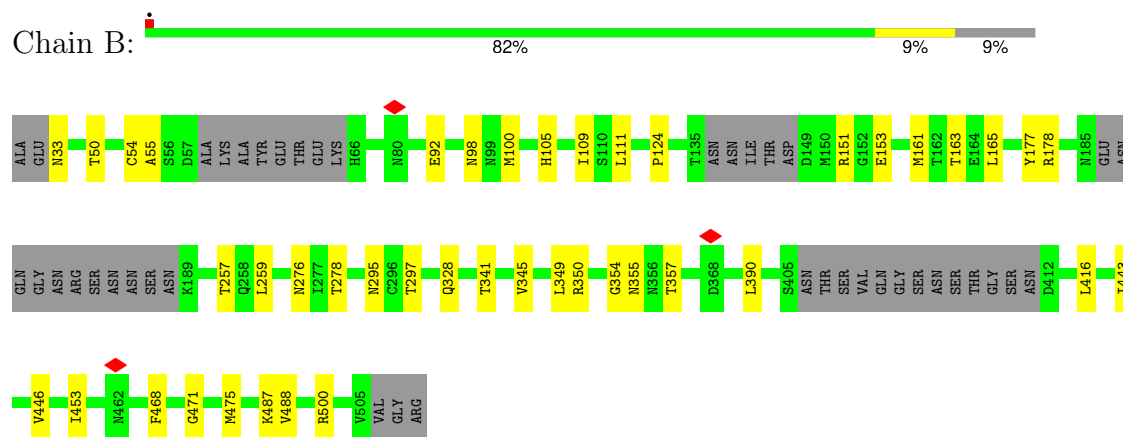 Chain B:
82% 9% 9%
ALA GLU N33 T50 C54 A55 S56 D57 ALA LYS ALA TYR GLU THR GLU LYS H66 N80 E92 N98 N99 M100 H105 I109 S110 L111 P124 T135 ASN ASN ILE THR ASP D149 M150 R151 G152 E153 M161 T162 T163 E164 L165 Y177 R178 N185 GLU ASN
GLN GLY ASN ARG SER ASN ASN SER ASN K189 T257 Q258 L259 N276 I277 T278 N295 C296 T297 Q328 T341 V345 L349 R350 G354 N355 N356 T357 D368 L390 S405 ASN THR SER VAL GLN GLY SER ASN SER THR GLY SER ASN D412 L416 I443
V446 I453 N462 F468 G471 M475 K487 V488 R500 V505 VAL GLY ARG